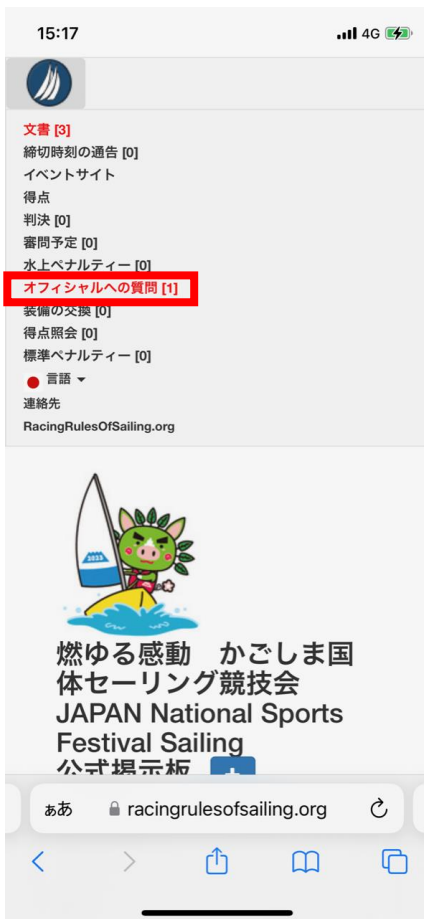 15:17
4G
文書 [3]
締切時刻の通告 [0]
イベントサイト
得点
判決 [0]
審問予定 [0]
水上ペナルティー [0]
オフィシャルへの質問 [1]
装備の交換 [0]
得点照会 [0]
標準ペナルティー [0]
言語
連絡先
RacingRulesOfSailing.org
2023
燃ゆる感動　かごしま国
体セーリング競技会
JAPAN National Sports
Festival Sailing
公式掲示板 +
ぁあ racingrulesofsailing.org